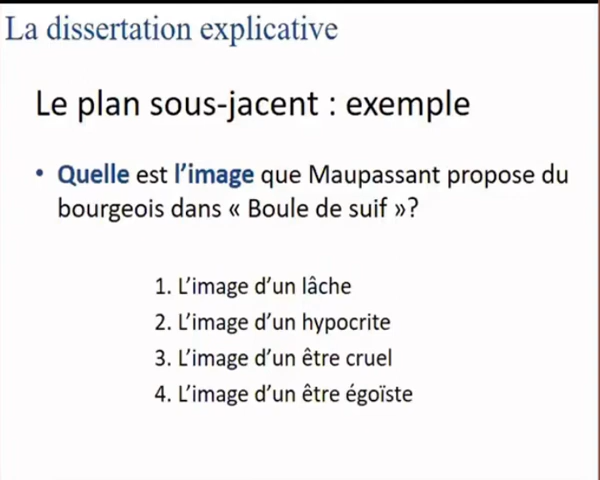 La dissertation explicative
Le plan sous-jacent : exemple
• Quelle est l’image que Maupassant propose du
bourgeois dans « Boule de suif »?
1. L’image d’un lâche
2. L’image d’un hypocrite
3. L’image d’un être cruel
4. L’image d’un être égoïste